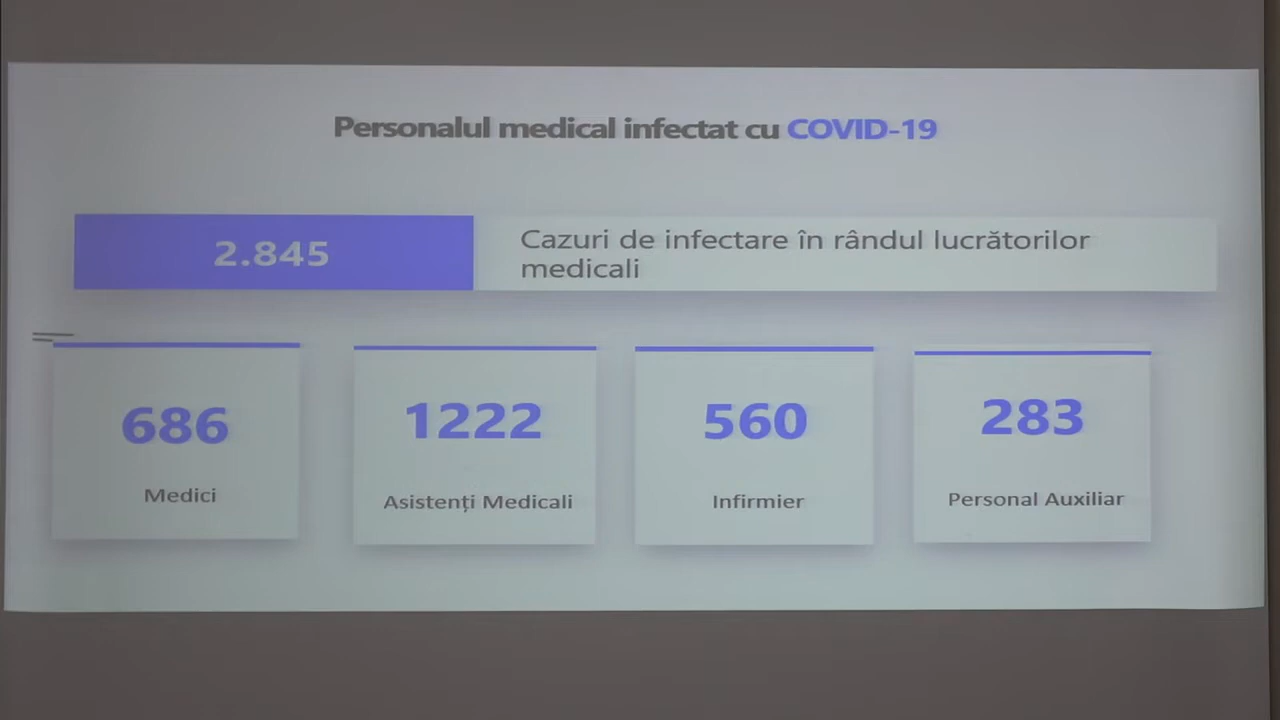 Personalul medical infectat cu COVID-19
2.845
Cazuri de infectare în rândul lucrătorilor
medicali
686
Medici
1222
Asistenți Medicali
560
Infirmier
283
Personal Auxiliar